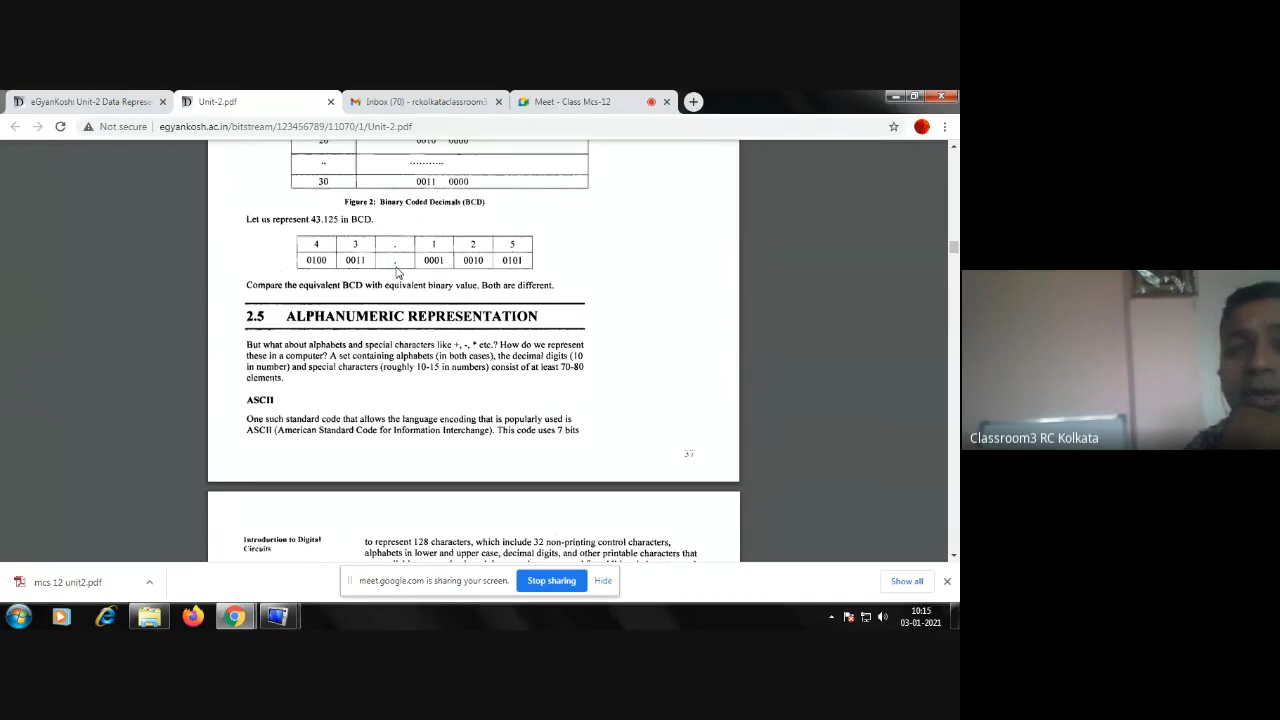 eGyanKosh: Unit-2 Data Represe
Unit-2.pdf
Inbox (70) - rckolkataclassroom3
Meet - Class Mcs-12
Not secure
egyankosh.ac.in/bitstream/123456789/11070/1/Unit-2.pdf
20 0010 0000
.. ...........
30 0011 0000
Figure 2: Binary Coded Decimals (BCD)
Let us represent 43.125 in BCD.
4 3 . 1 2 5
0100 0011 . 0001 0010 0101
Compare the equivalent BCD with equivalent binary value. Both are different.
2.5 ALPHANUMERIC REPRESENTATION
But what about alphabets and special characters like +, -, * etc.? How do we represent
these in a computer? A set containing alphabets (in both cases), the decimal digits (10
in number) and special characters (roughly 10-15 in numbers) consist of at least 70-80
elements.
ASCII
One such standard code that allows the language encoding that is popularly used is
ASCII (American Standard Code for Information Interchange). This code uses 7 bits
37
Introduction to Digital
Circuits
to represent 128 characters, which include 32 non-printing control characters,
alphabets in lower and upper case, decimal digits, and other printable characters that
mcs 12 unit2.pdf
meet.google.com is sharing your screen.
Stop sharing
Hide
Show all
10:15
03-01-2021
Classroom3 RC Kolkata